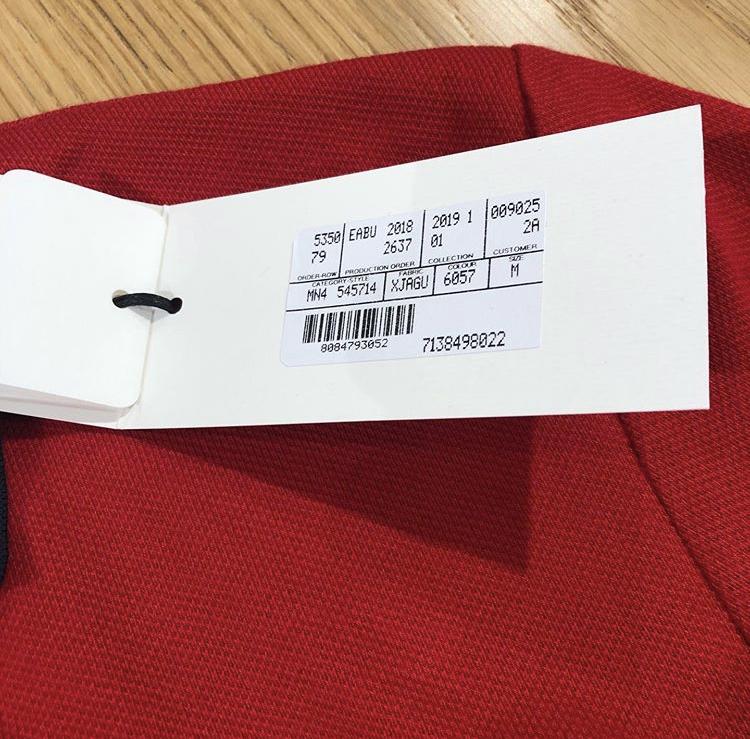 5350 EABU 2018 2019 1 009025
79 2637 01 2A
ORDER-ROW PRODUCTION ORDER COLLECTION CUSTOMER
CATEGORY-STYLE FABRIC COLOUR SIZE
MN4 545714 XJAGU 6057 M
8084793052 7138498022